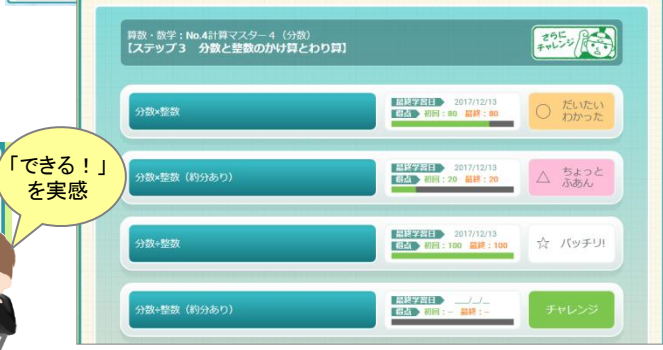 算数・数学：No.4計算マスター４（分数）
【ステップ３　分数と整数のかけ算とわり算】
さらに
チャレンジ
分数×整数
最終学習日 2017/12/13
得点 初回：80 最終：80
○ だいたい
わかった
「できる！」
を実感
分数×整数（約分あり）
最終学習日 2017/12/13
得点 初回：20 最終：20
△ ちょっと
ふあん
分数÷整数
最終学習日 2017/12/13
得点 初回：100 最終：100
☆ バッチリ!
分数÷整数（約分あり）
最終学習日 __/_/_
得点 初回：− 最終：−
チャレンジ